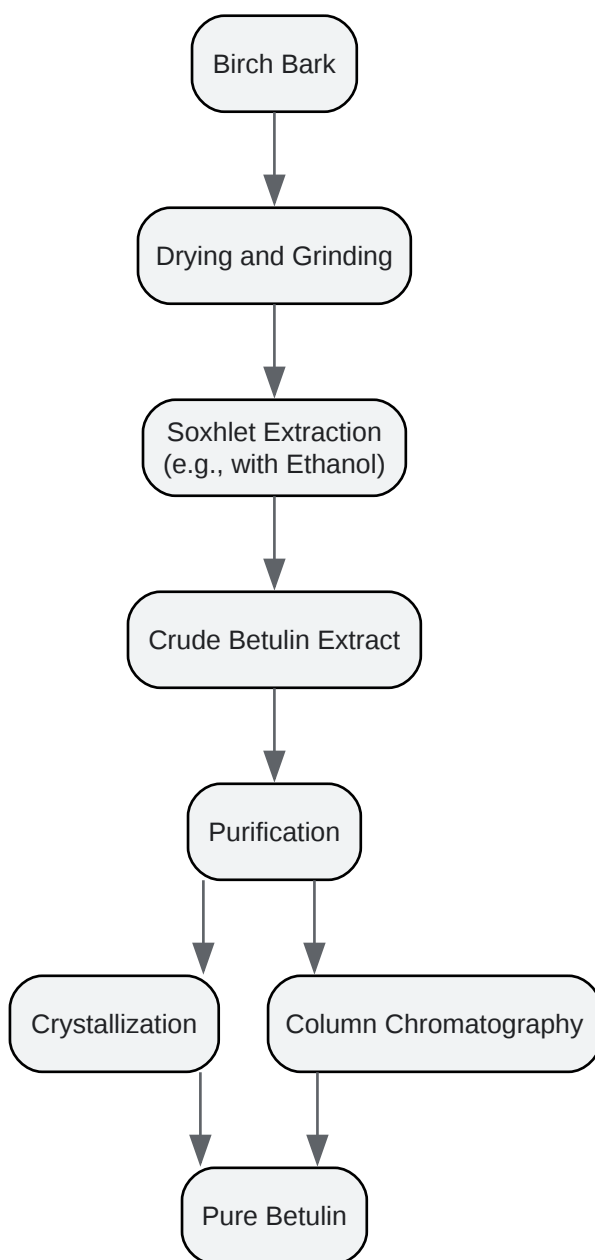 Birch Bark
Drying and Grinding
Soxhlet Extraction
(e.g., with Ethanol)
Crude Betulin Extract
Purification
Crystallization
Column Chromatography
Pure Betulin